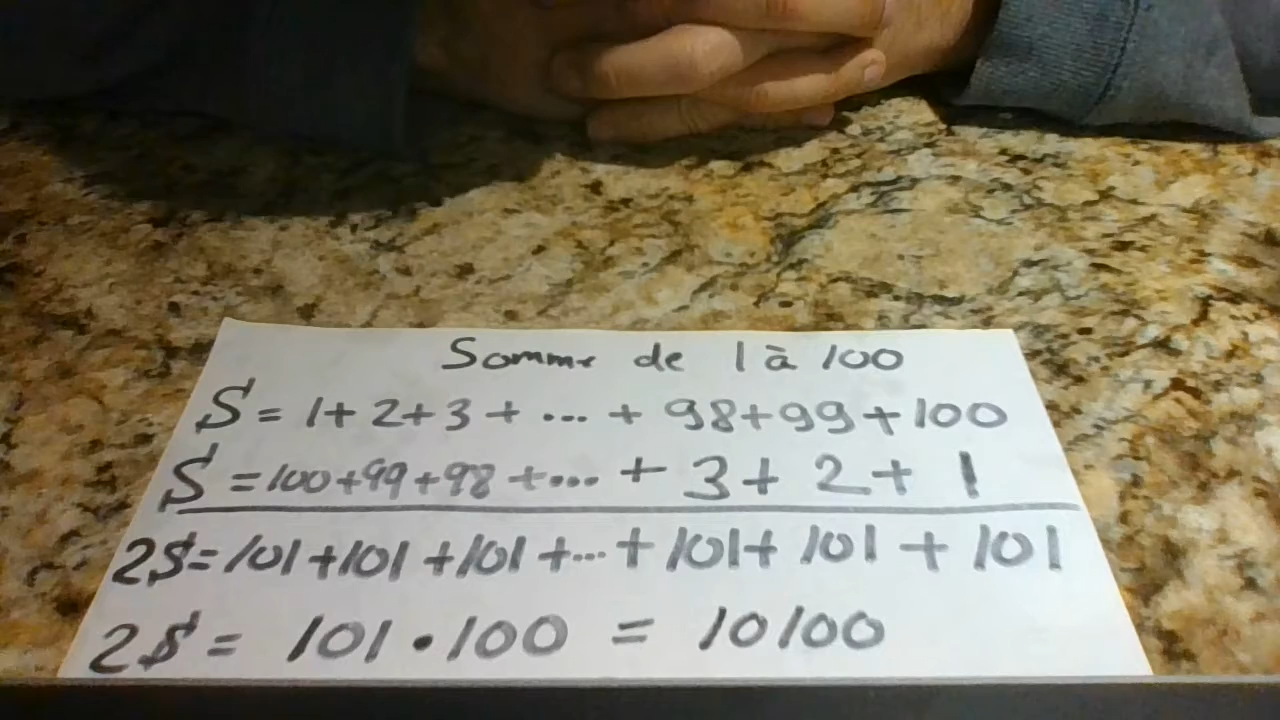 Somme de 1 à 100
S = 1+2+3+...+98+99+100
S =100+99+98+...+3+2+1
2S=101+101+101+...+101+101+101
2S = 101•100 = 10100